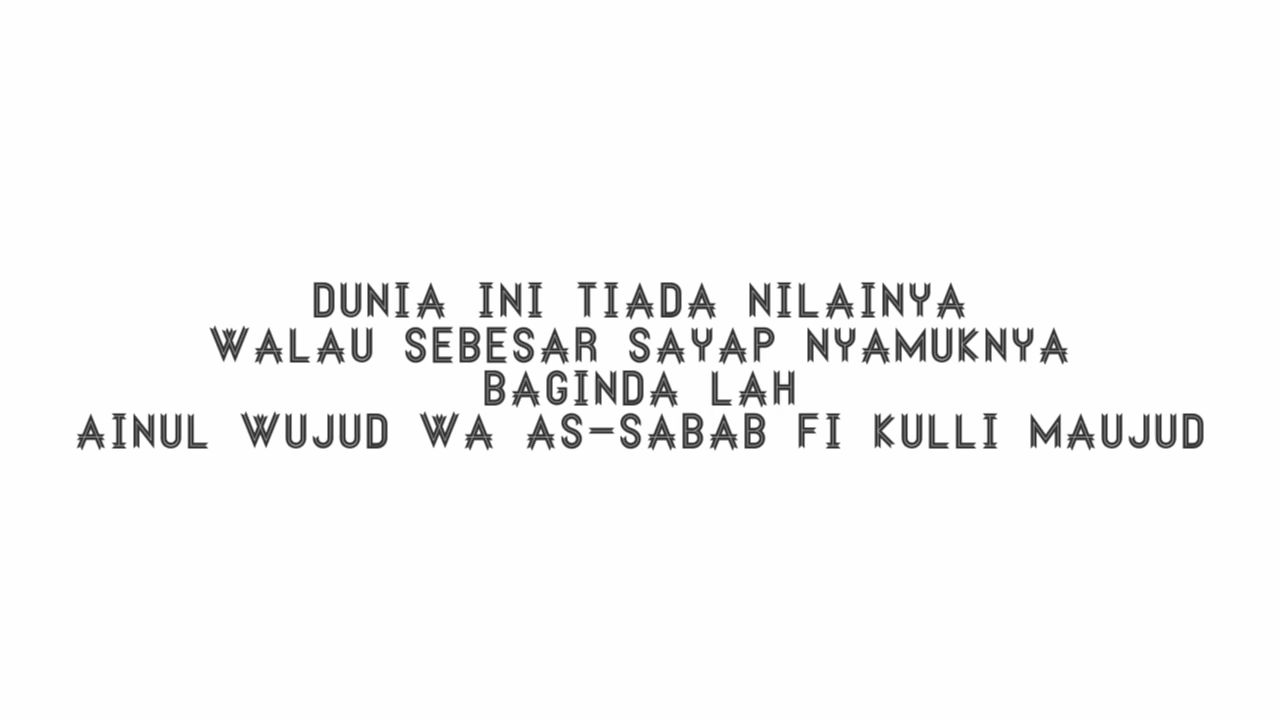 DUNIA INI TIADA NILAINYA
WALAU SEBESAR SAYAP NYAMUKNYA
BAGINDA LAH
AINUL WUJUD WA AS-SABAB FI KULLI MAUJUD